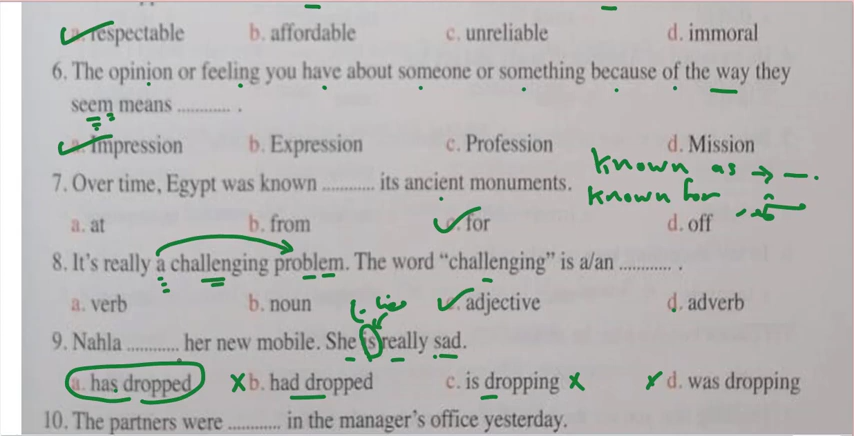 a. respectable b. affordable c. unreliable d. immoral
6. The opinion or feeling you have about someone or something because of the way they
seem means ............ .
a. Impression b. Expression c. Profession d. Mission
known as → —.
7. Over time, Egypt was known ............ its ancient monuments.
known for
a. at b. from c. for d. off
8. It's really a challenging problem. The word "challenging" is a/an ............ .
a. verb b. noun c. adjective d. adverb
9. Nahla ............ her new mobile. She is really sad.
a. has dropped x b. had dropped c. is dropping x x d. was dropping
10. The partners were ............ in the manager's office yesterday.